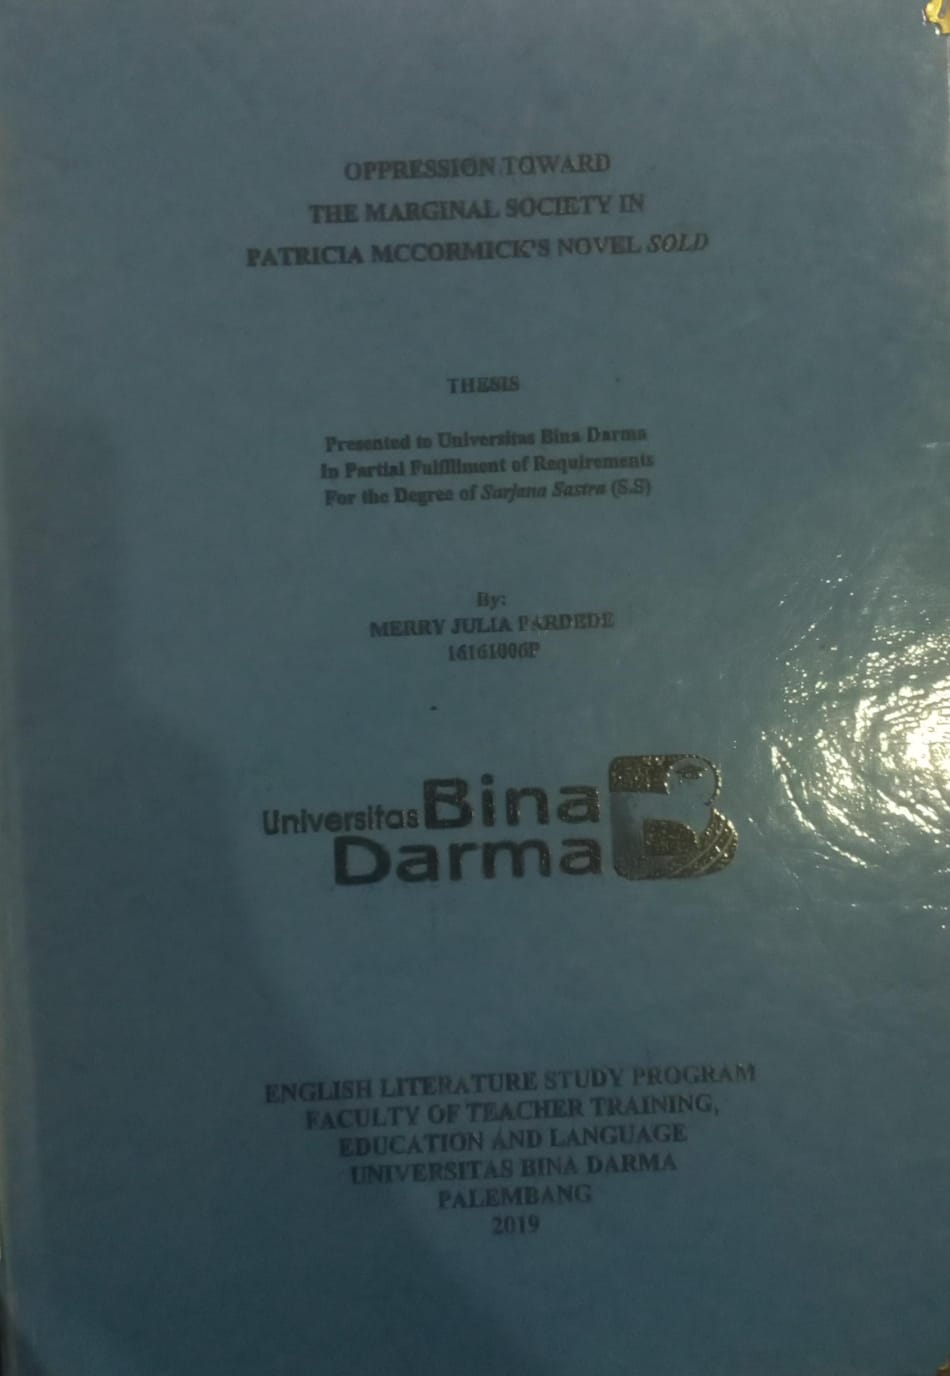 OPPRESSION TOWARD
THE MARGINAL SOCIETY IN
PATRICIA MCCORMICK'S NOVEL SOLD
THESIS
Presented to Universitas Bina Darma
In Partial Fulfillment of Requirements
For the Degree of Sarjana Sastra (S.S)
By:
MERRY JULIA PARDEDE
16161006P
Universitas Bina
Darma
ENGLISH LITERATURE STUDY PROGRAM
FACULTY OF TEACHER TRAINING,
EDUCATION AND LANGUAGE
UNIVERSITAS BINA DARMA
PALEMBANG
2019